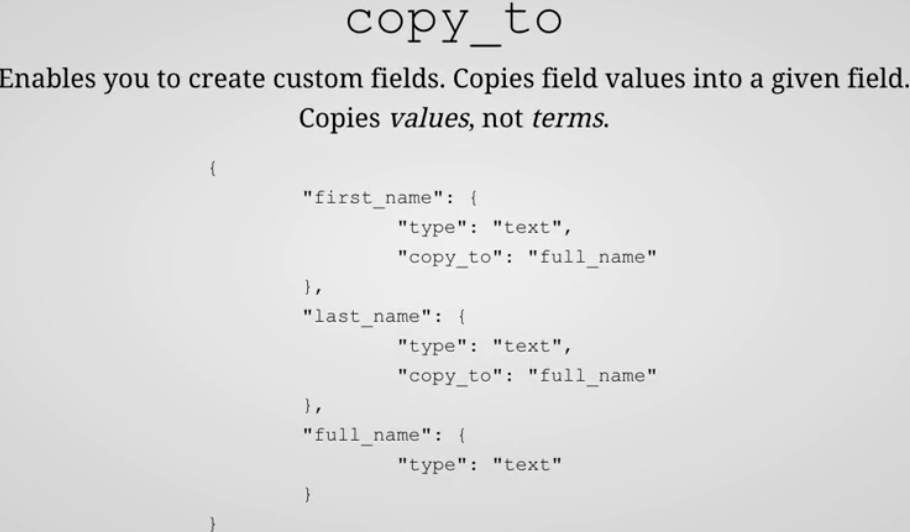 copy_to
Enables you to create custom fields. Copies field values into a given field.
Copies values, not terms.
{
"first_name": {
"type": "text",
"copy_to": "full_name"
},
"last_name": {
"type": "text",
"copy_to": "full_name"
},
"full_name": {
"type": "text"
}
}